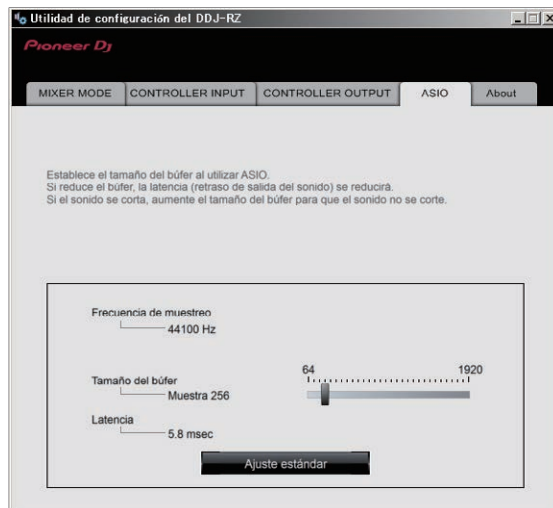 Utilidad de configuración del DDJ-RZ
Pioneer Dj
MIXER MODE CONTROLLER INPUT CONTROLLER OUTPUT ASIO About
Establece el tamaño del búfer al utilizar ASIO.
Si reduce el búfer, la latencia (retraso de salida del sonido) se reducirá.
Si el sonido se corta, aumente el tamaño del búfer para que el sonido no se corte.
Frecuencia de muestreo
44100 Hz
64 1920
Tamaño del búfer
Muestra 256
Latencia
5.8 msec
Ajuste estándar